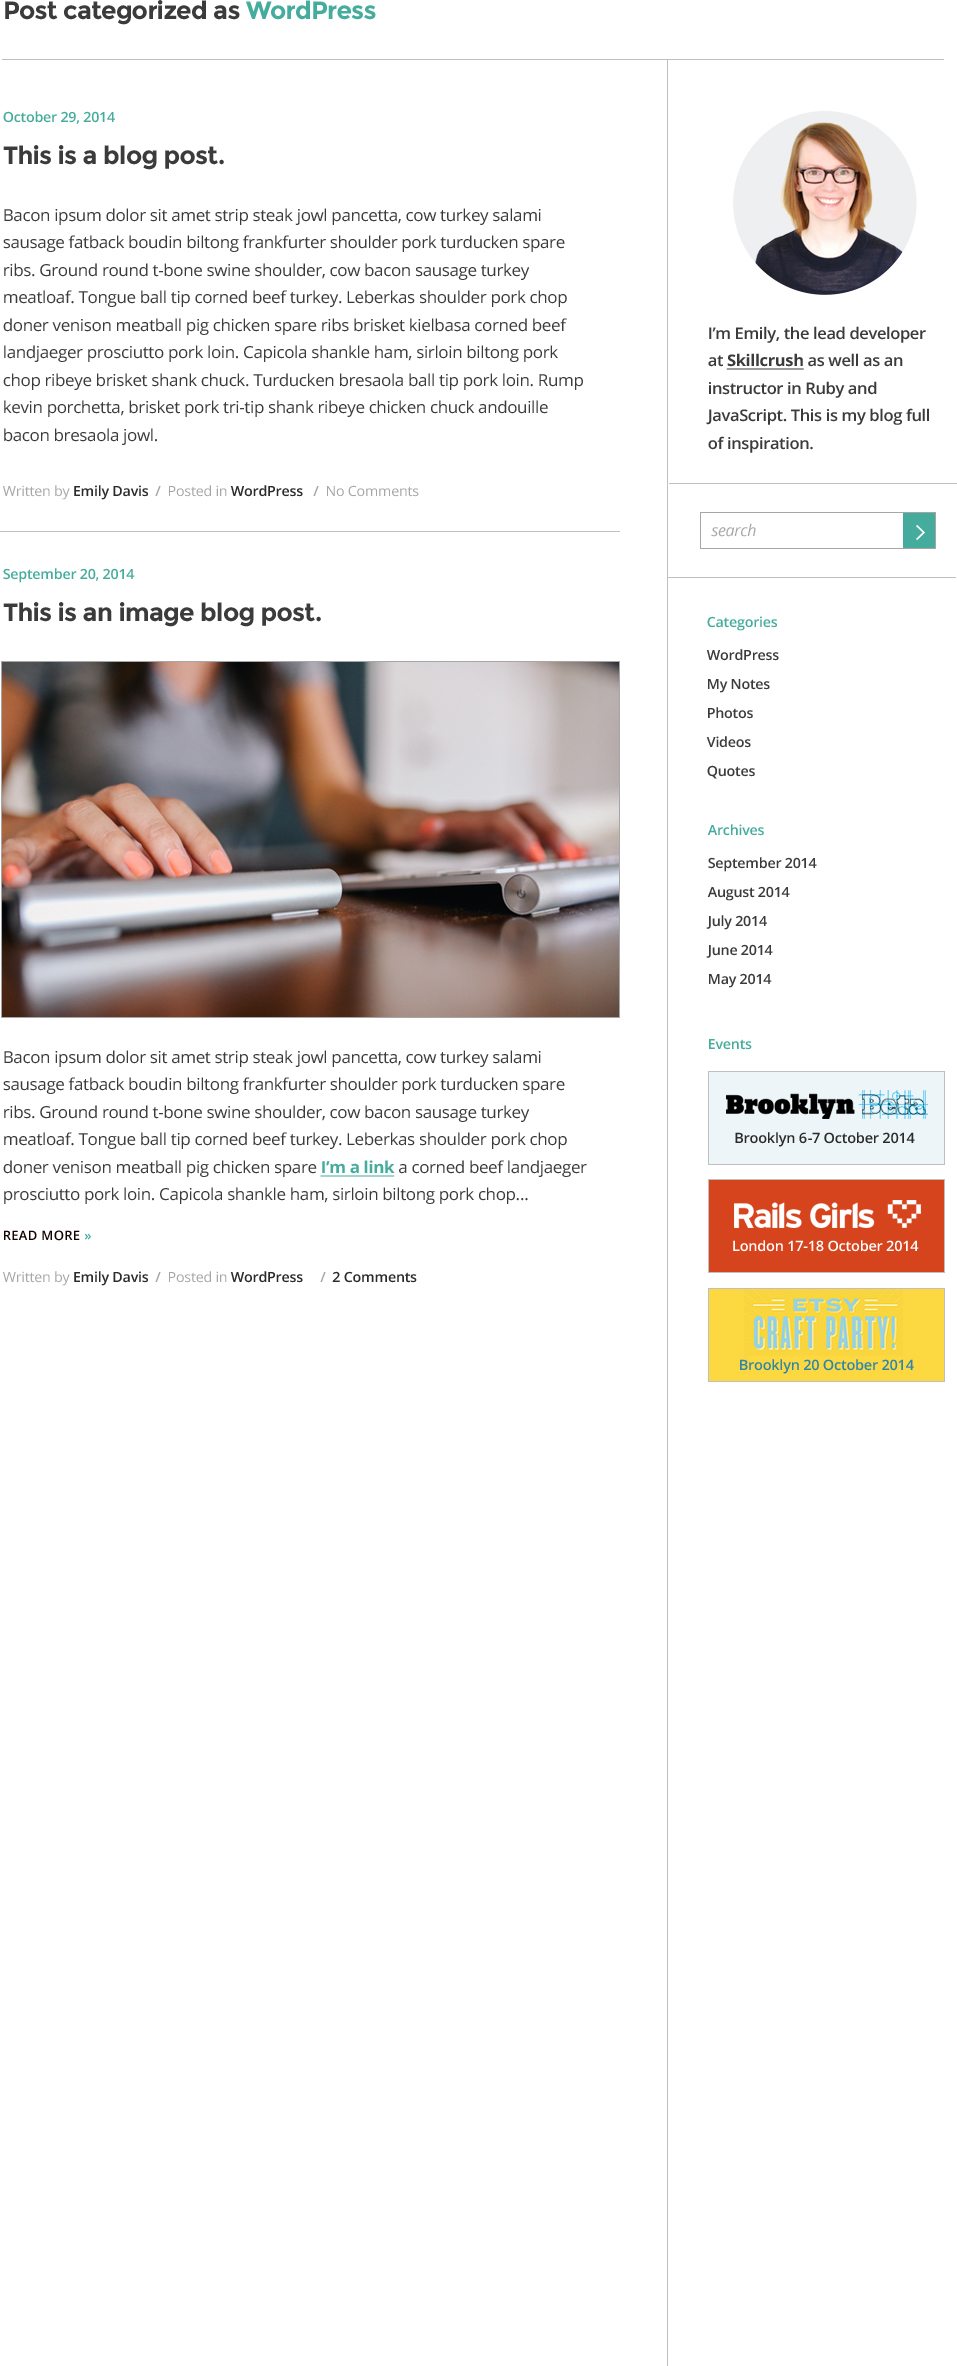 Post categorized as WordPress
October 29, 2014
This is a blog post.
Bacon ipsum dolor sit amet strip steak jowl pancetta, cow turkey salami
sausage fatback boudin biltong frankfurter shoulder pork turducken spare
ribs. Ground round t-bone swine shoulder, cow bacon sausage turkey
meatloaf. Tongue ball tip corned beef turkey. Leberkas shoulder pork chop
doner venison meatball pig chicken spare ribs brisket kielbasa corned beef
landjaeger prosciutto pork loin. Capicola shankle ham, sirloin biltong pork
chop ribeye brisket shank chuck. Turducken bresaola ball tip pork loin. Rump
kevin porchetta, brisket pork tri-tip shank ribeye chicken chuck andouille
bacon bresaola jowl.
Written by Emily Davis / Posted in WordPress / No Comments
September 20, 2014
This is an image blog post.
Bacon ipsum dolor sit amet strip steak jowl pancetta, cow turkey salami
sausage fatback boudin biltong frankfurter shoulder pork turducken spare
ribs. Ground round t-bone swine shoulder, cow bacon sausage turkey
meatloaf. Tongue ball tip corned beef turkey. Leberkas shoulder pork chop
doner venison meatball pig chicken spare I'm a link a corned beef landjaeger
prosciutto pork loin. Capicola shankle ham, sirloin biltong pork chop...
READ MORE »
Written by Emily Davis / Posted in WordPress / 2 Comments
I'm Emily, the lead developer
at Skillcrush as well as an
instructor in Ruby and
JavaScript. This is my blog full
of inspiration.
search
Categories
WordPress
My Notes
Photos
Videos
Quotes
Archives
September 2014
August 2014
July 2014
June 2014
May 2014
Events
Brooklyn Beta
Brooklyn 6-7 October 2014
Rails Girls
London 17-18 October 2014
ETSY
CRAFT PARTY!
Brooklyn 20 October 2014